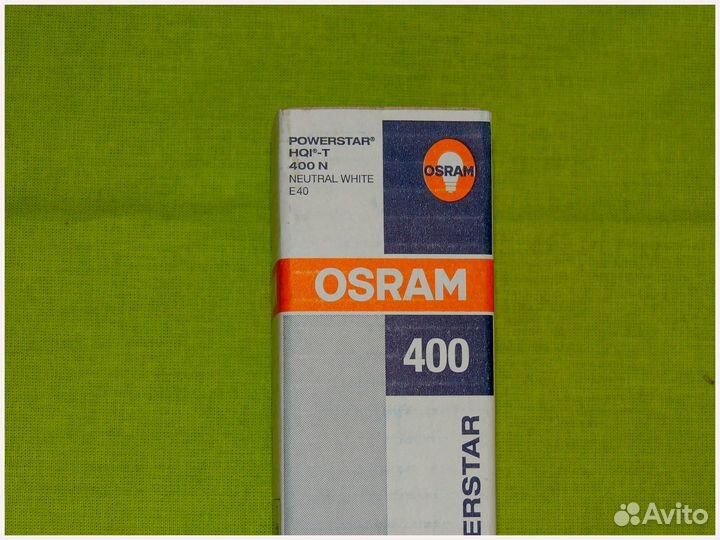 POWERSTAR®
HQI®-T
400 N
NEUTRAL WHITE
E40
OSRAM
OSRAM
400
ERSTAR
Avito